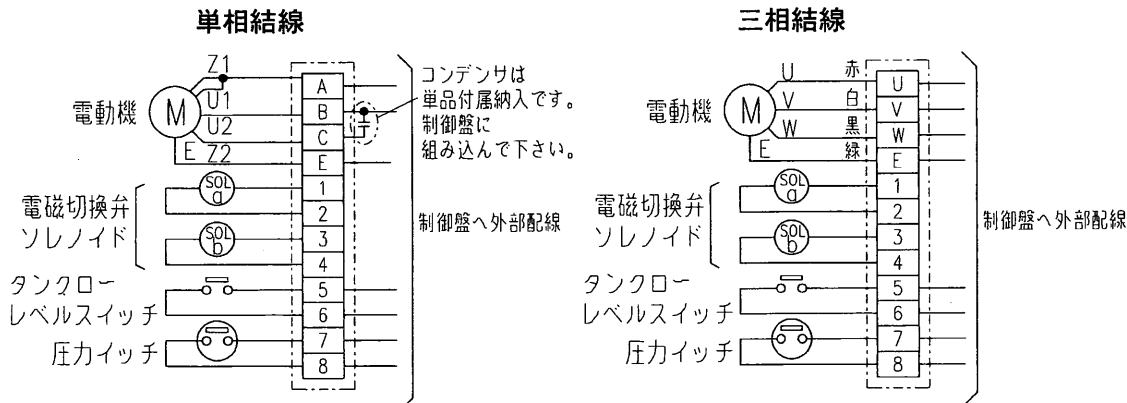 単相結線
Z1
U1
U2
E Z2
M
電動機
SOL
a
SOL
b
電磁切換弁
ソレノイド
タンクロー
レベルスイッチ
圧力イッチ
A
B
C
E
1
2
3
4
5
6
7
8
コンデンサは
単品付属納入です。
制御盤に
組み込んで下さい。
制御盤へ外部配線
三相結線
U 赤
V 白
W 黒
E 緑
M
電動機
SOL
a
SOL
b
電磁切換弁
ソレノイド
タンクロー
レベルスイッチ
圧力イッチ
U
V
W
E
1
2
3
4
5
6
7
8
制御盤へ外部配線